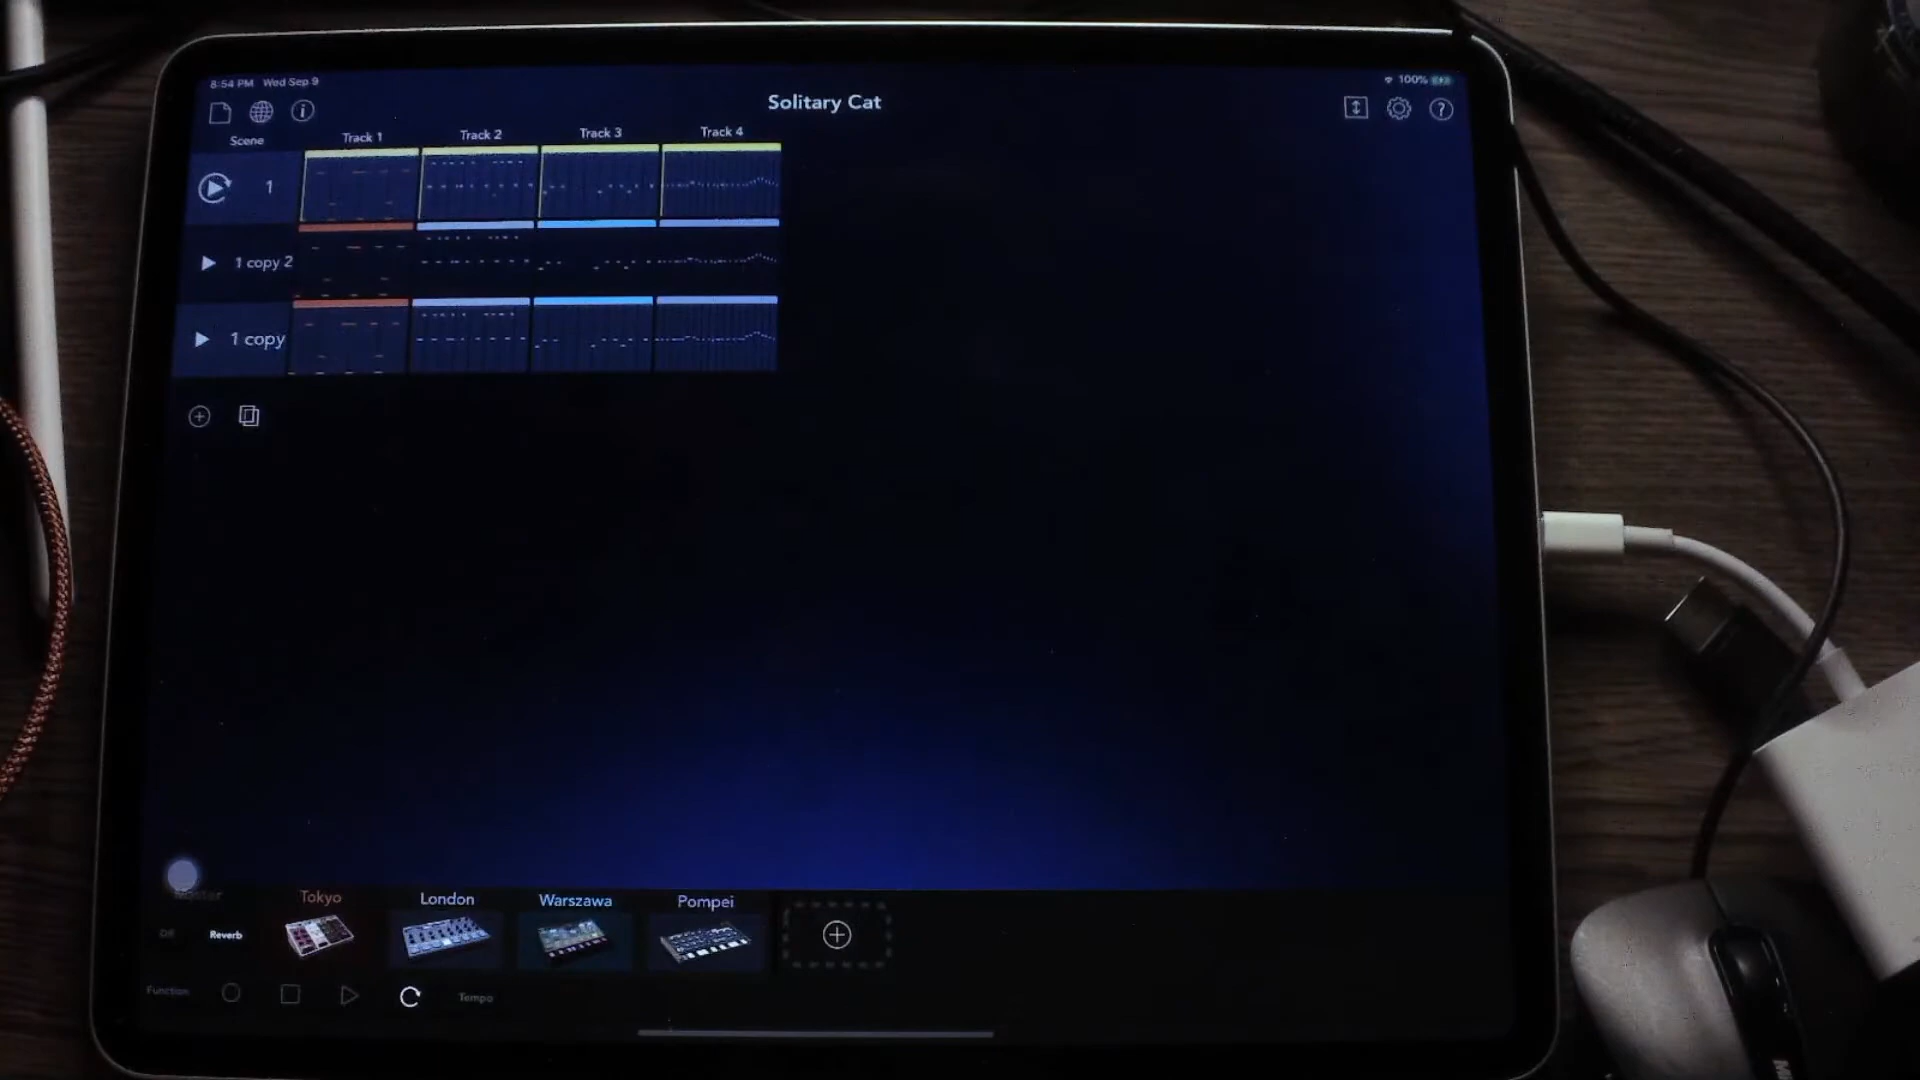 8:54 PM Wed Sep 9
100%
Solitary Cat
Scene
Track 1
Track 2
Track 3
Track 4
1
1 copy 2
1 copy
Master
Tokyo
London
Warszawa
Pompei
Reverb
Function
Tempo